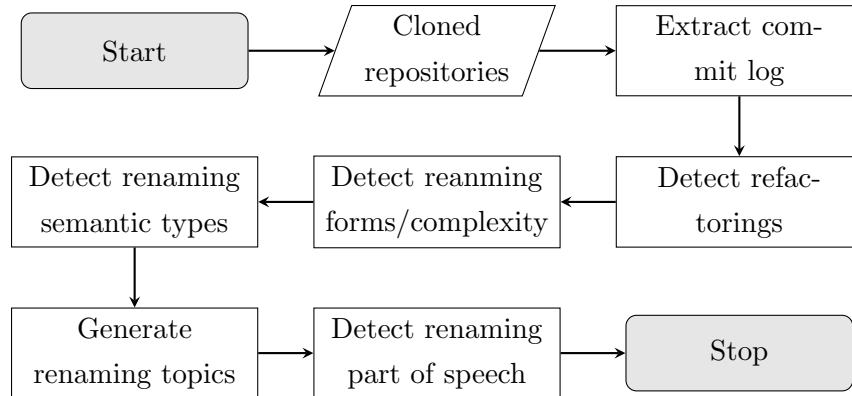 Start
Cloned
repositories
Extract com-
mit log
Detect refac-
torings
Detect reanming
forms/complexity
Detect renaming
semantic types
Generate
renaming topics
Detect renaming
part of speech
Stop